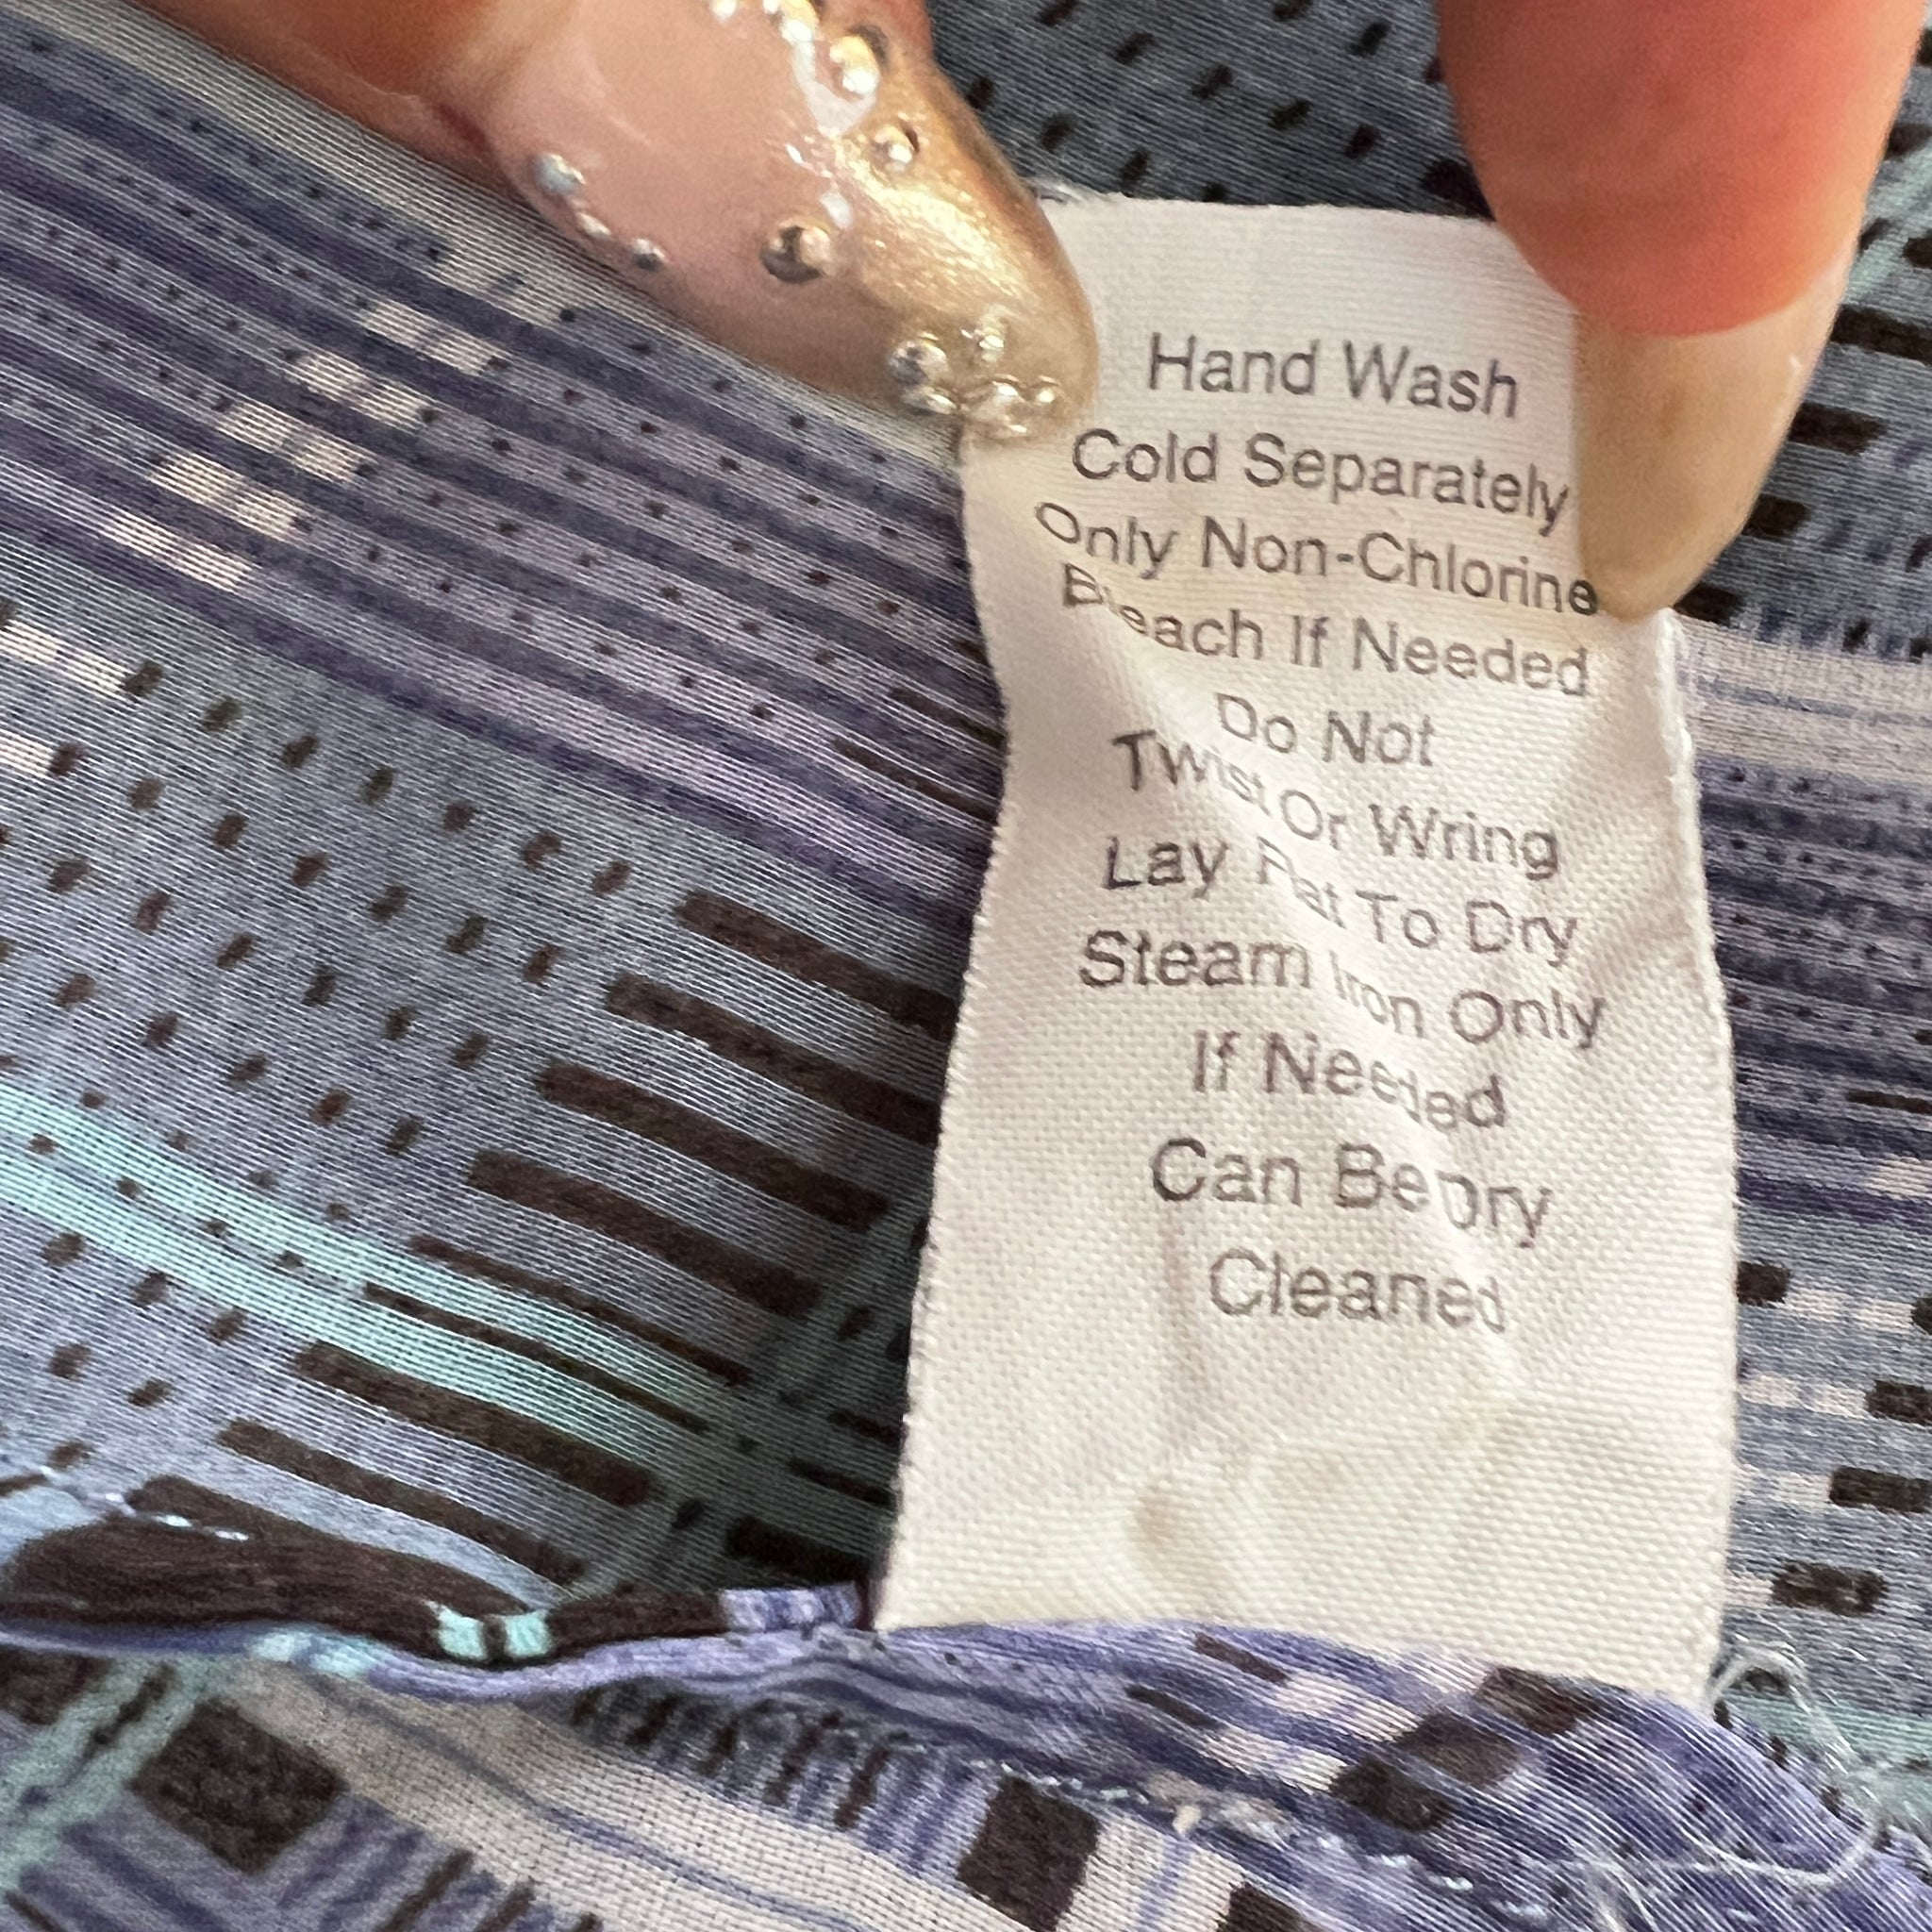 Hand Wash
Cold Separately
Only Non-Chlorine
Bleach If Needed
Do Not
Twist Or Wring
Lay Flat To Dry
Steam Iron Only
If Needed
Can Be Dry
Cleaned